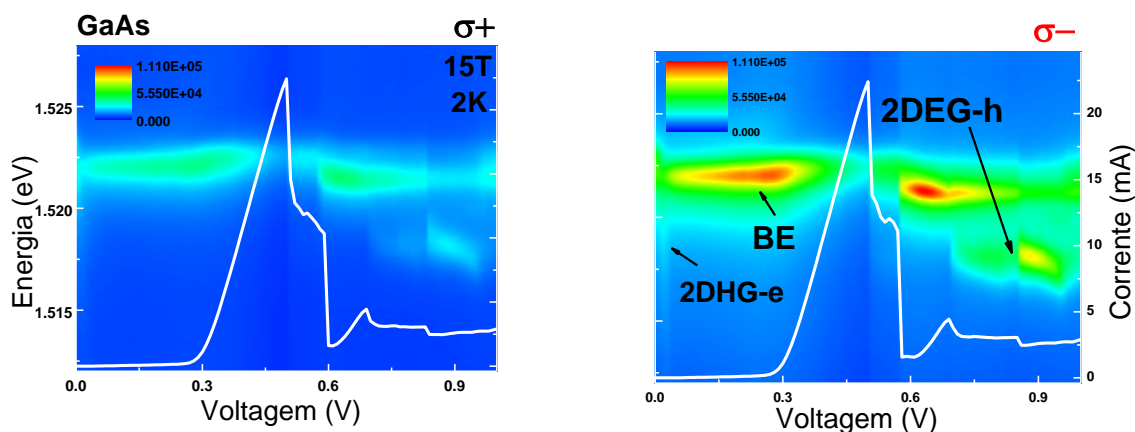 GaAs
σ+
15T
2K
1.110E+05
5.550E+04
0.000
1.525
1.520
1.515
Energia (eV)
0.0
0.3
0.6
0.9
Voltagem (V)
σ−
1.110E+05
5.550E+04
0.000
2DEG-h
BE
2DHG-e
20
15
10
5
0
Corrente (mA)
0.0
0.3
0.6
0.9
Voltagem (V)